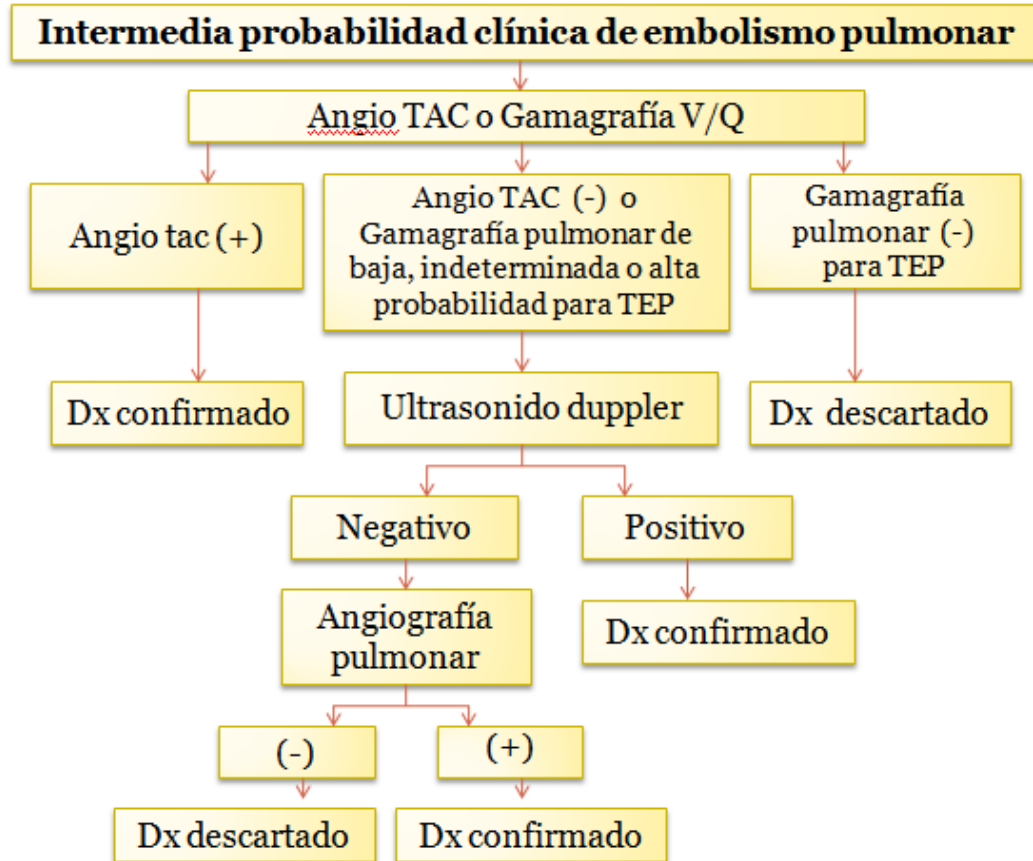 Intermedia probabilidad clínica de embolismo pulmonar
Angio TAC o Gamagrafía V/Q
Angio tac (+)
Angio TAC (-) o
Gamagrafía pulmonar de
baja, indeterminada o alta
probabilidad para TEP
Gamagrafía
pulmonar (-)
para TEP
Dx confirmado
Ultrasonido duppler
Dx descartado
Negativo
Positivo
Angiografía
pulmonar
Dx confirmado
(-)
(+)
Dx descartado
Dx confirmado